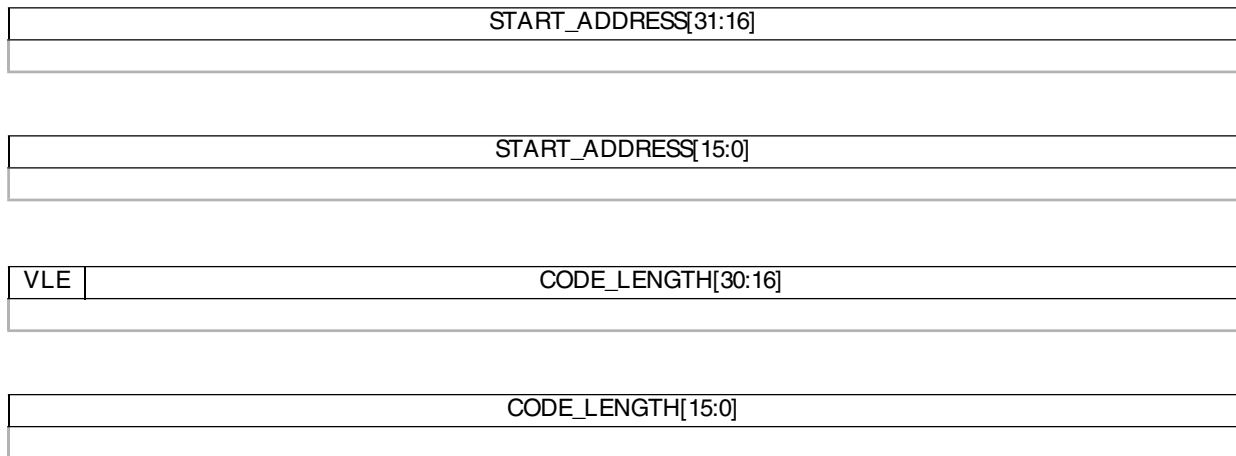 START_ADDRESS[31:16]
START_ADDRESS[15:0]
VLE CODE_LENGTH[30:16]
CODE_LENGTH[15:0]